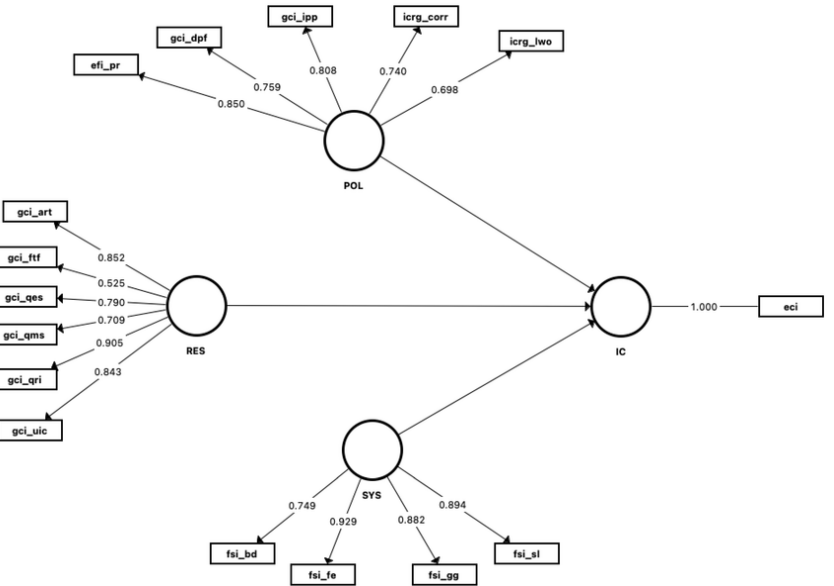 gci_ipp
icrg_corr
gci_dpf
icrg_lwo
efi_pr
0.808
0.740
0.759
0.698
0.850
POL
gci_art
gci_ftf
gci_qes
gci_qms
gci_qri
gci_uic
0.852
0.525
0.790
0.709
0.905
0.843
RES
IC
1.000
eci
SYS
0.749
0.929
0.882
0.894
fsi_bd
fsi_fe
fsi_gg
fsi_sl